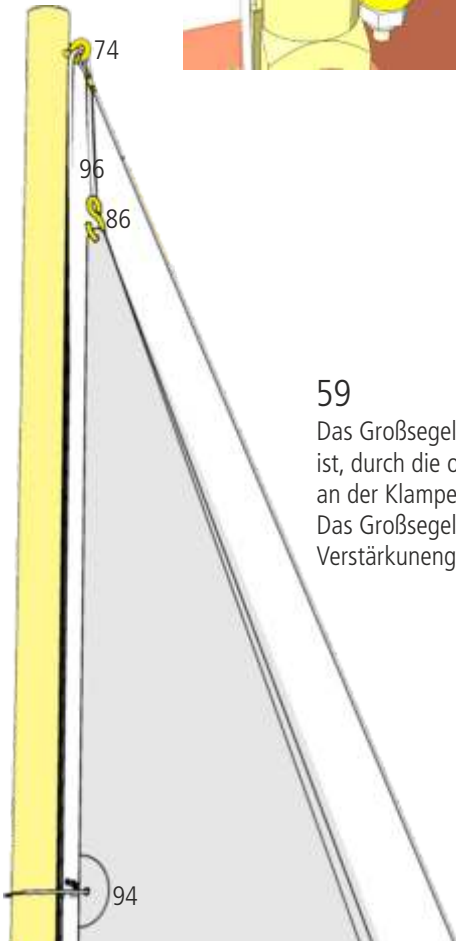 74
96
86
59
Das Großsegel
ist, durch die
an der Klampe
Das Großsegel
Verstärkuneng
94